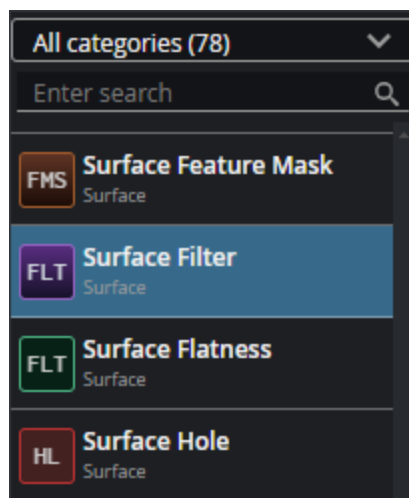 All categories (78)
Enter search
FMS
Surface Feature Mask
Surface
FLT
Surface Filter
Surface
FLT
Surface Flatness
Surface
HL
Surface Hole
Surface